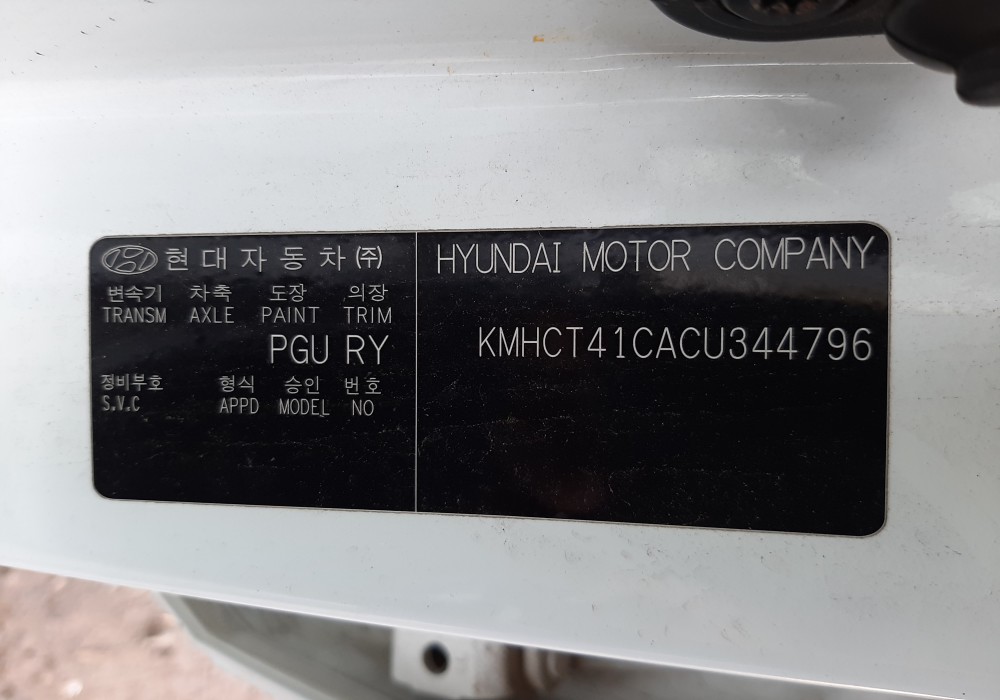 현대자동차㈜
변속기 차축 도장 의장
TRANSM AXLE PAINT TRIM
PGU RY
정비부호 형식 승인 번호
S.V.C APPD MODEL NO
HYUNDAI MOTOR COMPANY
KMHCT41CACU344796